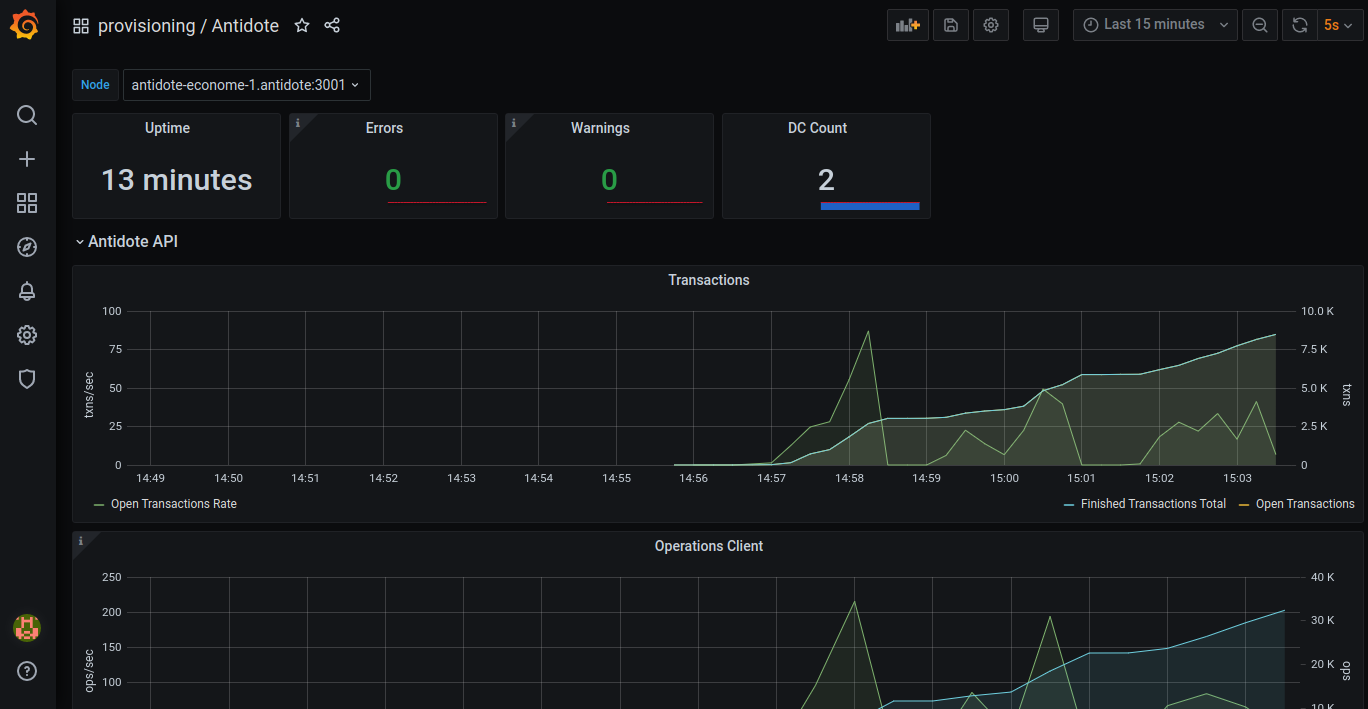 provisioning / Antidote
Last 15 minutes
5s
Node
antidote-econome-1.antidote:3001
Uptime
Errors
Warnings
DC Count
13 minutes
0
0
2
Antidote API
Transactions
100
75
50
25
0
txns/sec
10.0 K
7.5 K
5.0 K
2.5 K
0
txns
14:49 14:50 14:51 14:52 14:53 14:54 14:55 14:56 14:57 14:58 14:59 15:00 15:01 15:02 15:03
Open Transactions Rate
Finished Transactions Total
Open Transactions
Operations Client
250
200
150
100
ops/sec
40 K
30 K
20 K
10 K
ops